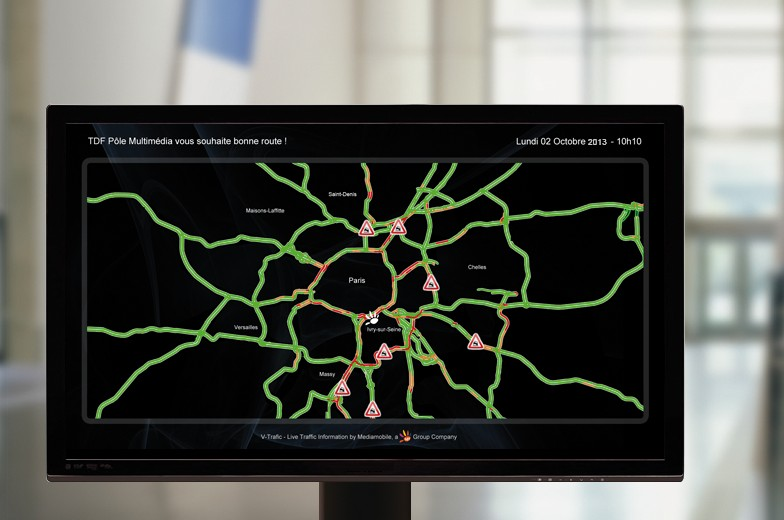 TDF Pôle Multimédia vous souhaite bonne route !
Lundi 02 Octobre 2013 - 10h10
Saint-Denis
Maisons-Laffitte
Chelles
Paris
Versailles
Ivry-sur-Seine
Massy
V-Trafic - Live Traffic Information by Mediamobile, a Group Company